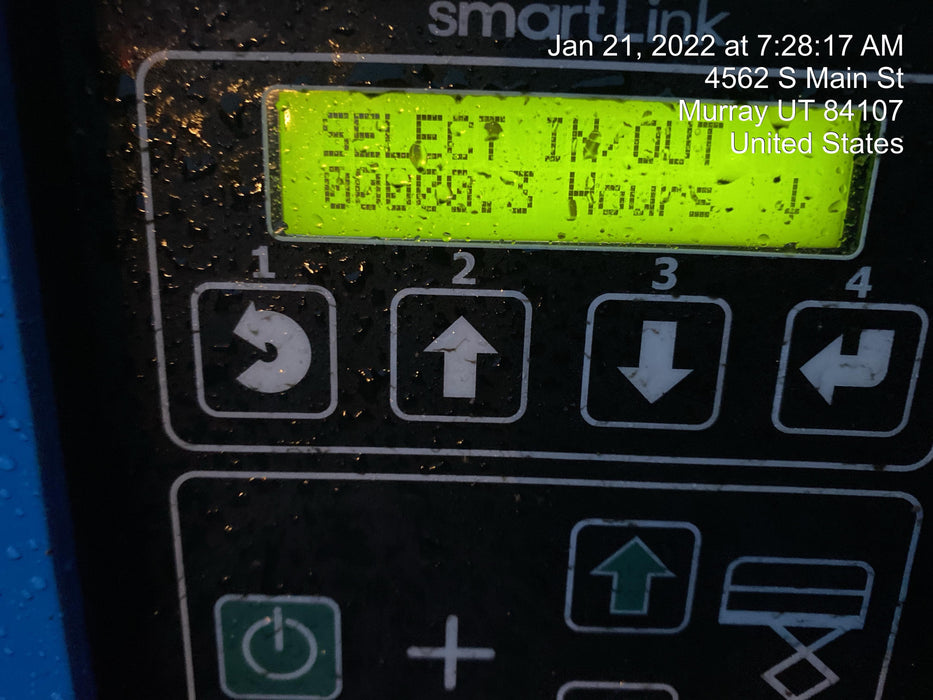 smartLink
Jan 21, 2022 at 7:28:17 AM
4562 S Main St
Murray UT 84107
United States
SELECT IN/OUT
00000.3 Hours ↓
1 2 3 4